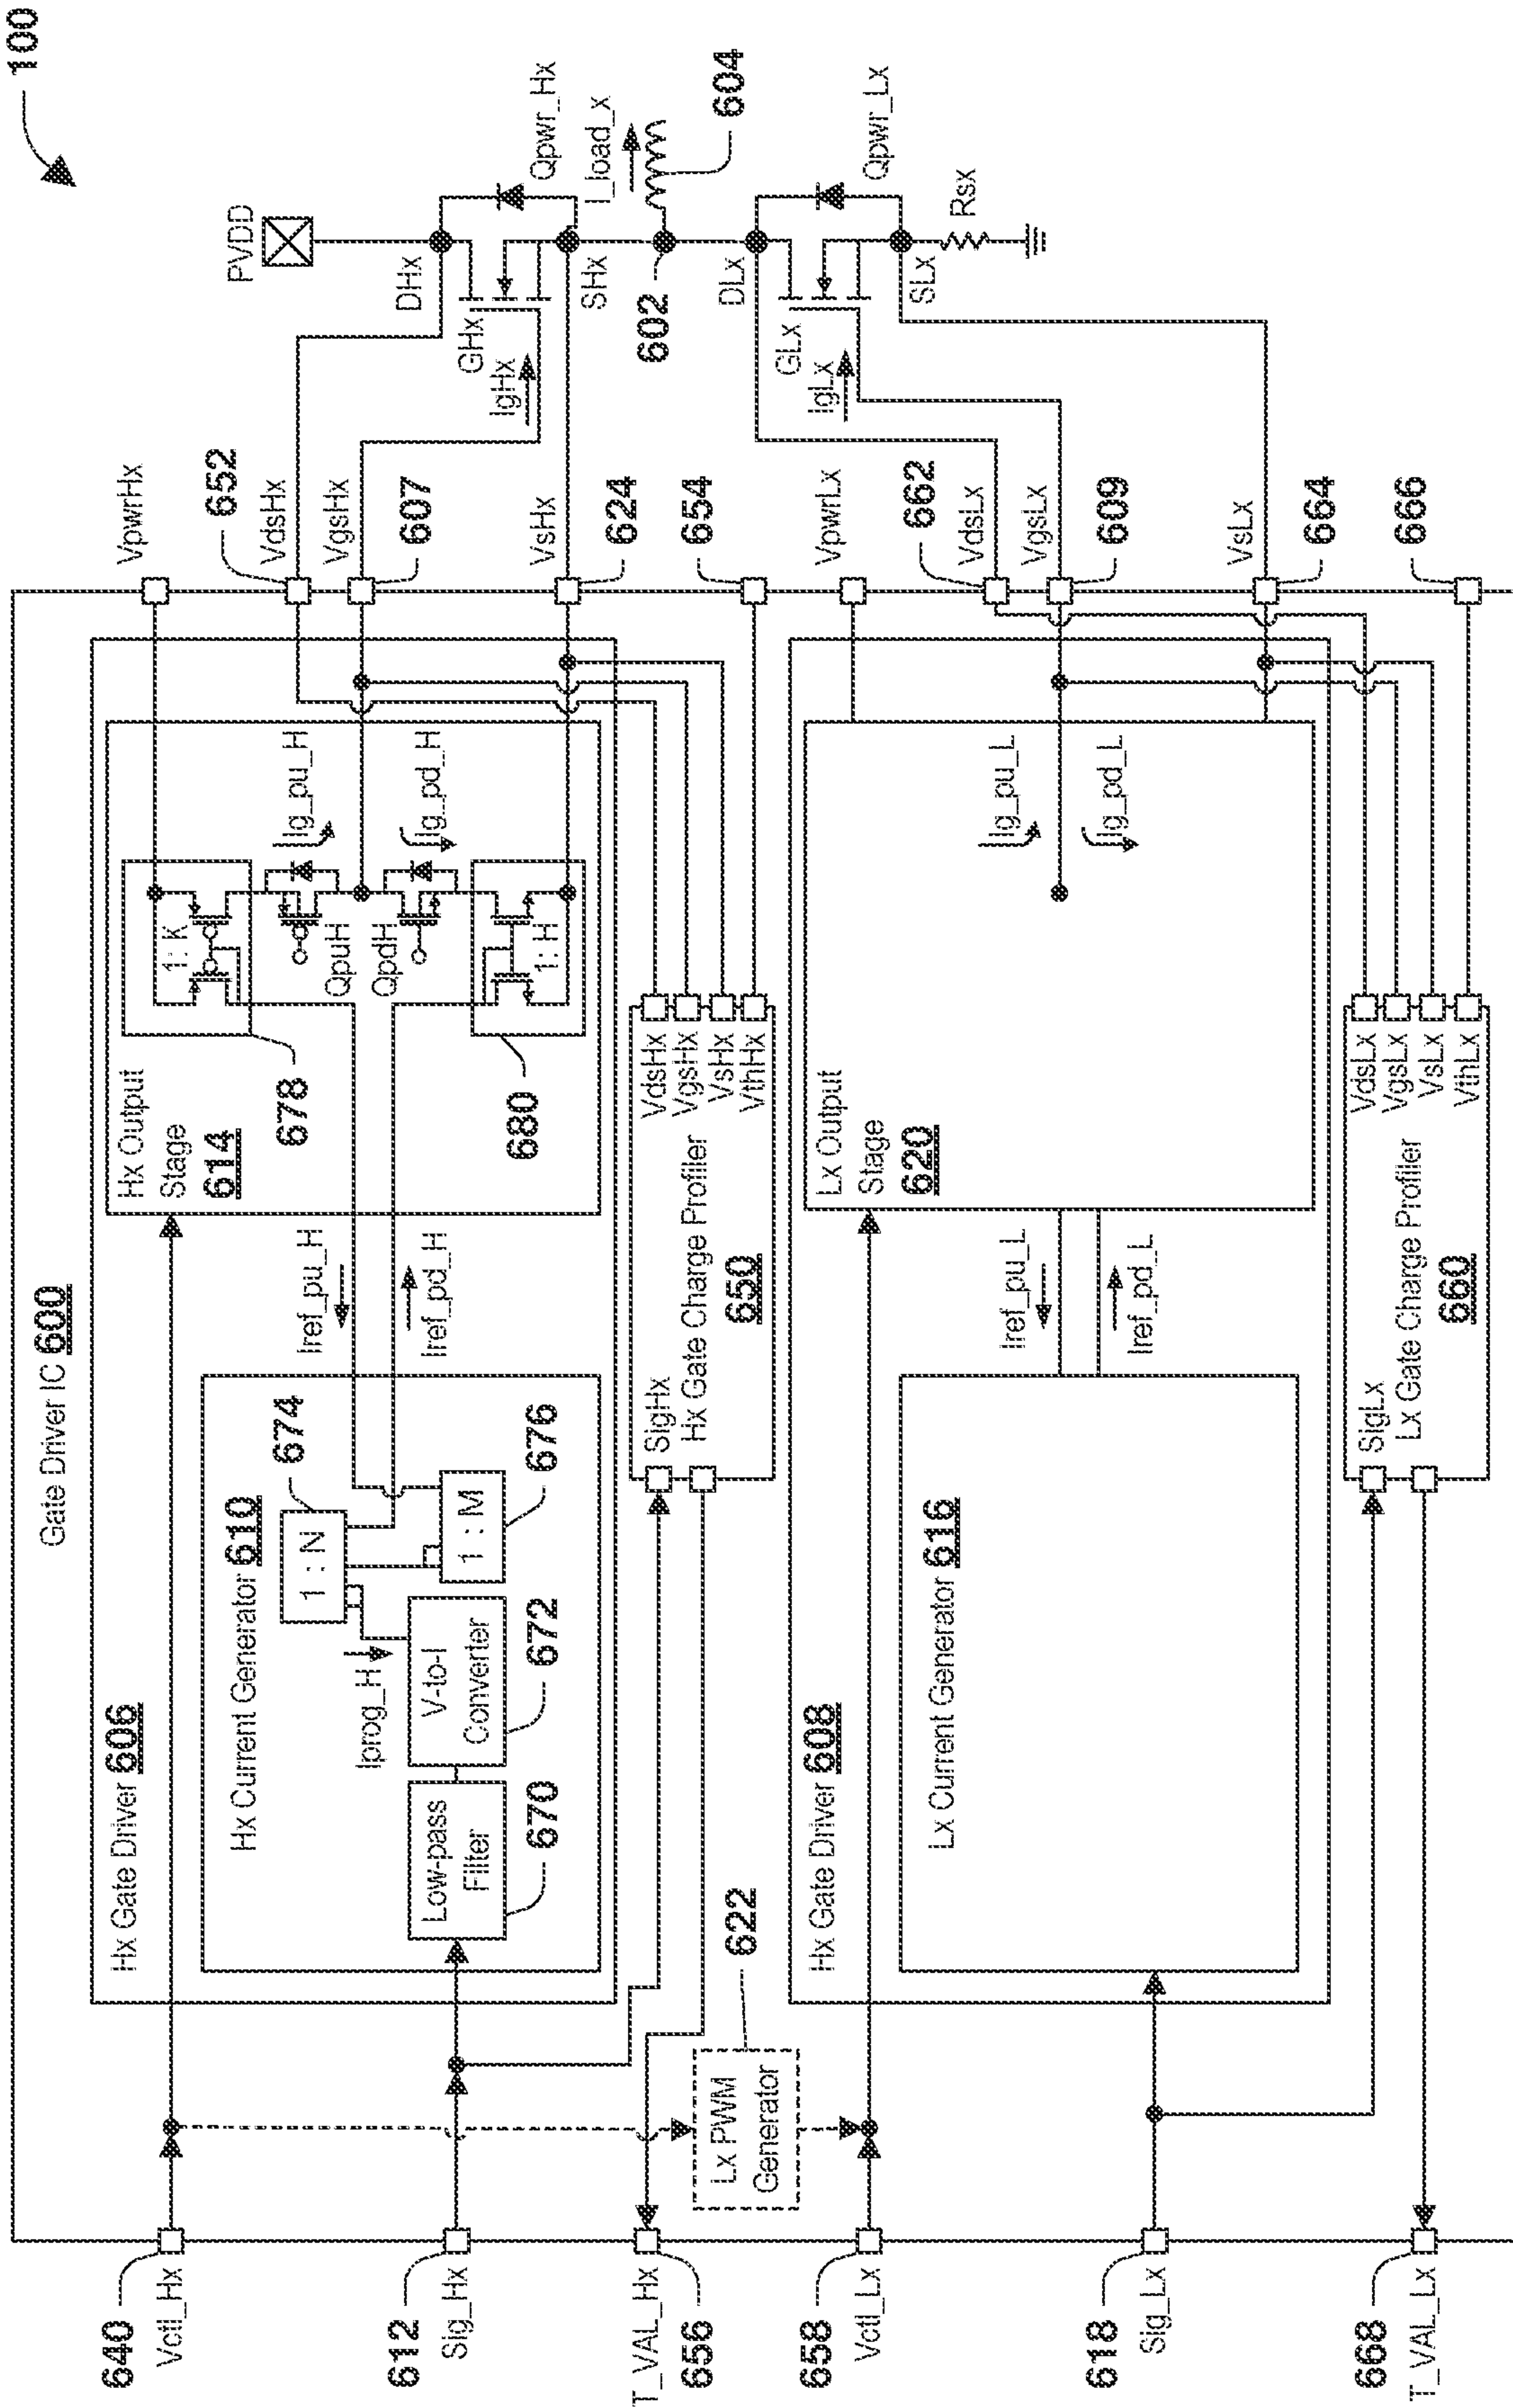 100
Gate Driver IC 600
Hx Gate Driver 606
Hx Current Generator 610
Low-pass
Filter
670
V-to-I
Converter
672
Iprog_H
1 : N
674
1 : M
676
Iref_pu_H
Iref_pd_H
Hx Output
Stage
614
1: K
678
QpuH
QpdH
1: H
680
Ig_pu_H
Ig_pd_H
640
Vctl_Hx
612
Sig_Hx
T_VAL_Hx
656
SigHx
Hx Gate Charge Profiler
650
VdsHx
VgsHx
VsHx
VthHx
VpwrHx
652
VdsHx
VgsHx
607
VsHx
624
654
PVDD
DHx
GHx
IgHx
SHx
Qpwr_Hx
I_load_x
604
602
DLx
GLx
IgLx
SLx
Qpwr_Lx
Rsx
Lx PWM
Generator
622
658
Vctl_Lx
618
Sig_Lx
668
T_VAL_Lx
Hx Gate Driver 608
Lx Current Generator 616
Iref_pu_L
Iref_pd_L
Lx Output
Stage
620
Ig_pu_L
Ig_pd_L
VpwrLx
662
VdsLx
VgsLx
609
VsLx
664
666
SigLx
Lx Gate Charge Profiler
660
VdsLx
VgsLx
VsLx
VthLx